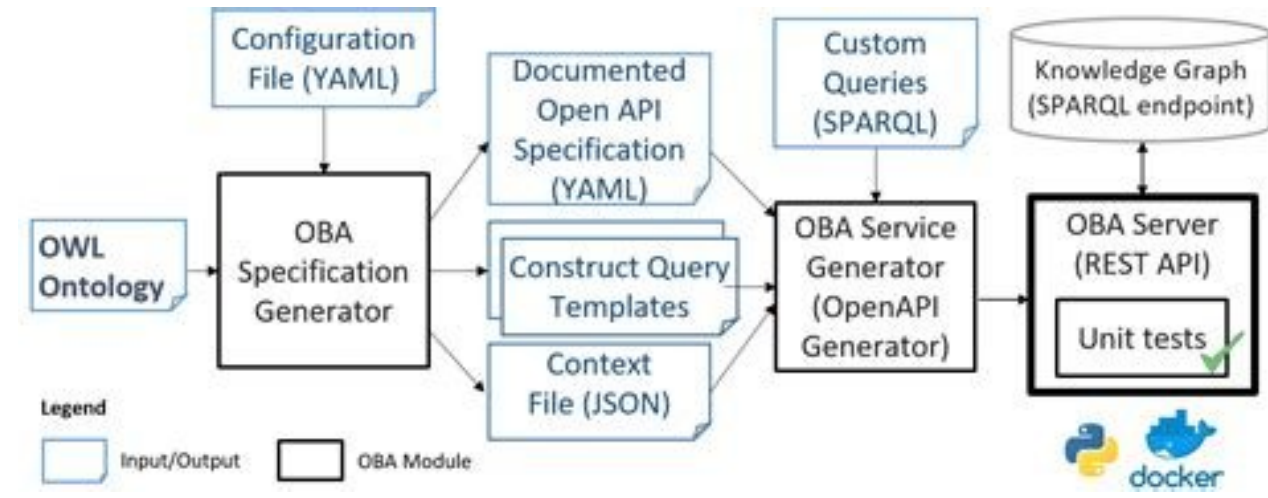 Configuration
File (YAML)
OWL
Ontology
OBA
Specification
Generator
Documented
Open API
Specification
(YAML)
Construct Query
Templates
Context
File (JSON)
Custom
Queries
(SPARQL)
OBA Service
Generator
(OpenAPI
Generator)
Knowledge Graph
(SPARQL endpoint)
OBA Server
(REST API)
Unit tests
docker
Legend
Input/Output
OBA Module